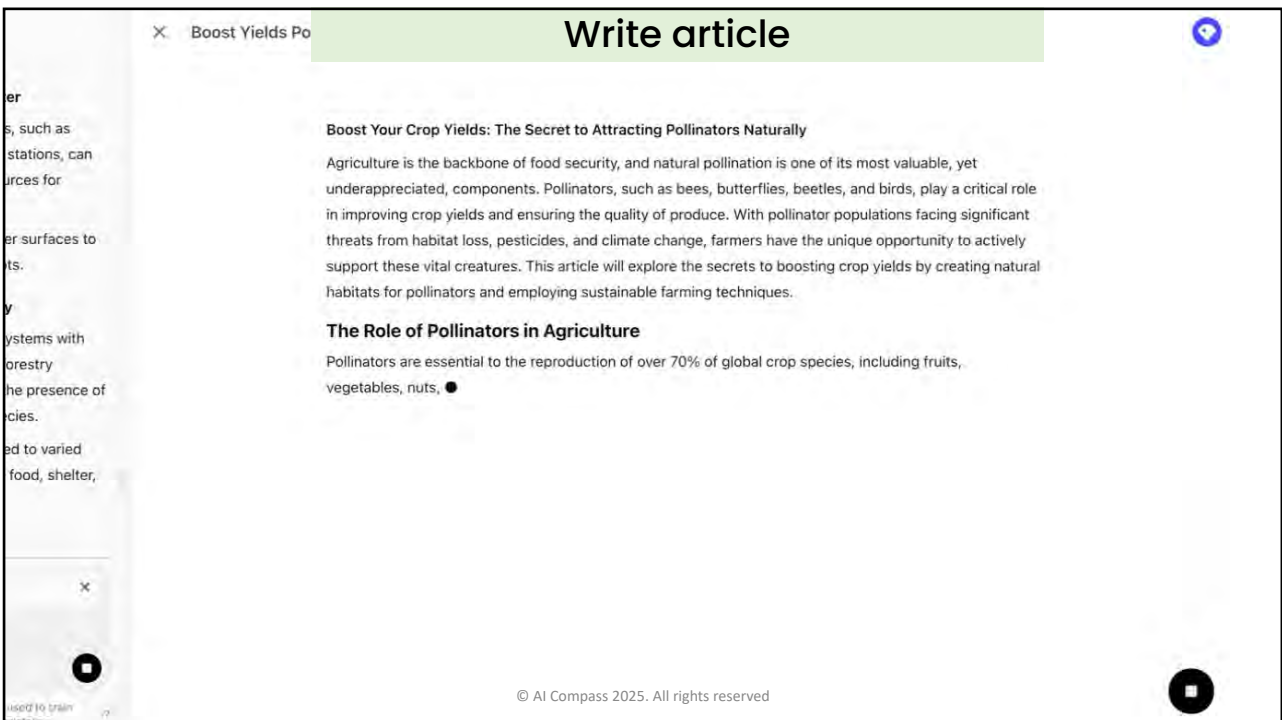 Write article
Boost Yields Po
er
s, such as
stations, can
urces for
er surfaces to
ts.
y
ystems with
orestry
he presence of
cies.
ed to varied
food, shelter,
used to train
Boost Your Crop Yields: The Secret to Attracting Pollinators Naturally
Agriculture is the backbone of food security, and natural pollination is one of its most valuable, yet
underappreciated, components. Pollinators, such as bees, butterflies, beetles, and birds, play a critical role
in improving crop yields and ensuring the quality of produce. With pollinator populations facing significant
threats from habitat loss, pesticides, and climate change, farmers have the unique opportunity to actively
support these vital creatures. This article will explore the secrets to boosting crop yields by creating natural
habitats for pollinators and employing sustainable farming techniques.
The Role of Pollinators in Agriculture
Pollinators are essential to the reproduction of over 70% of global crop species, including fruits,
vegetables, nuts,
© AI Compass 2025. All rights reserved